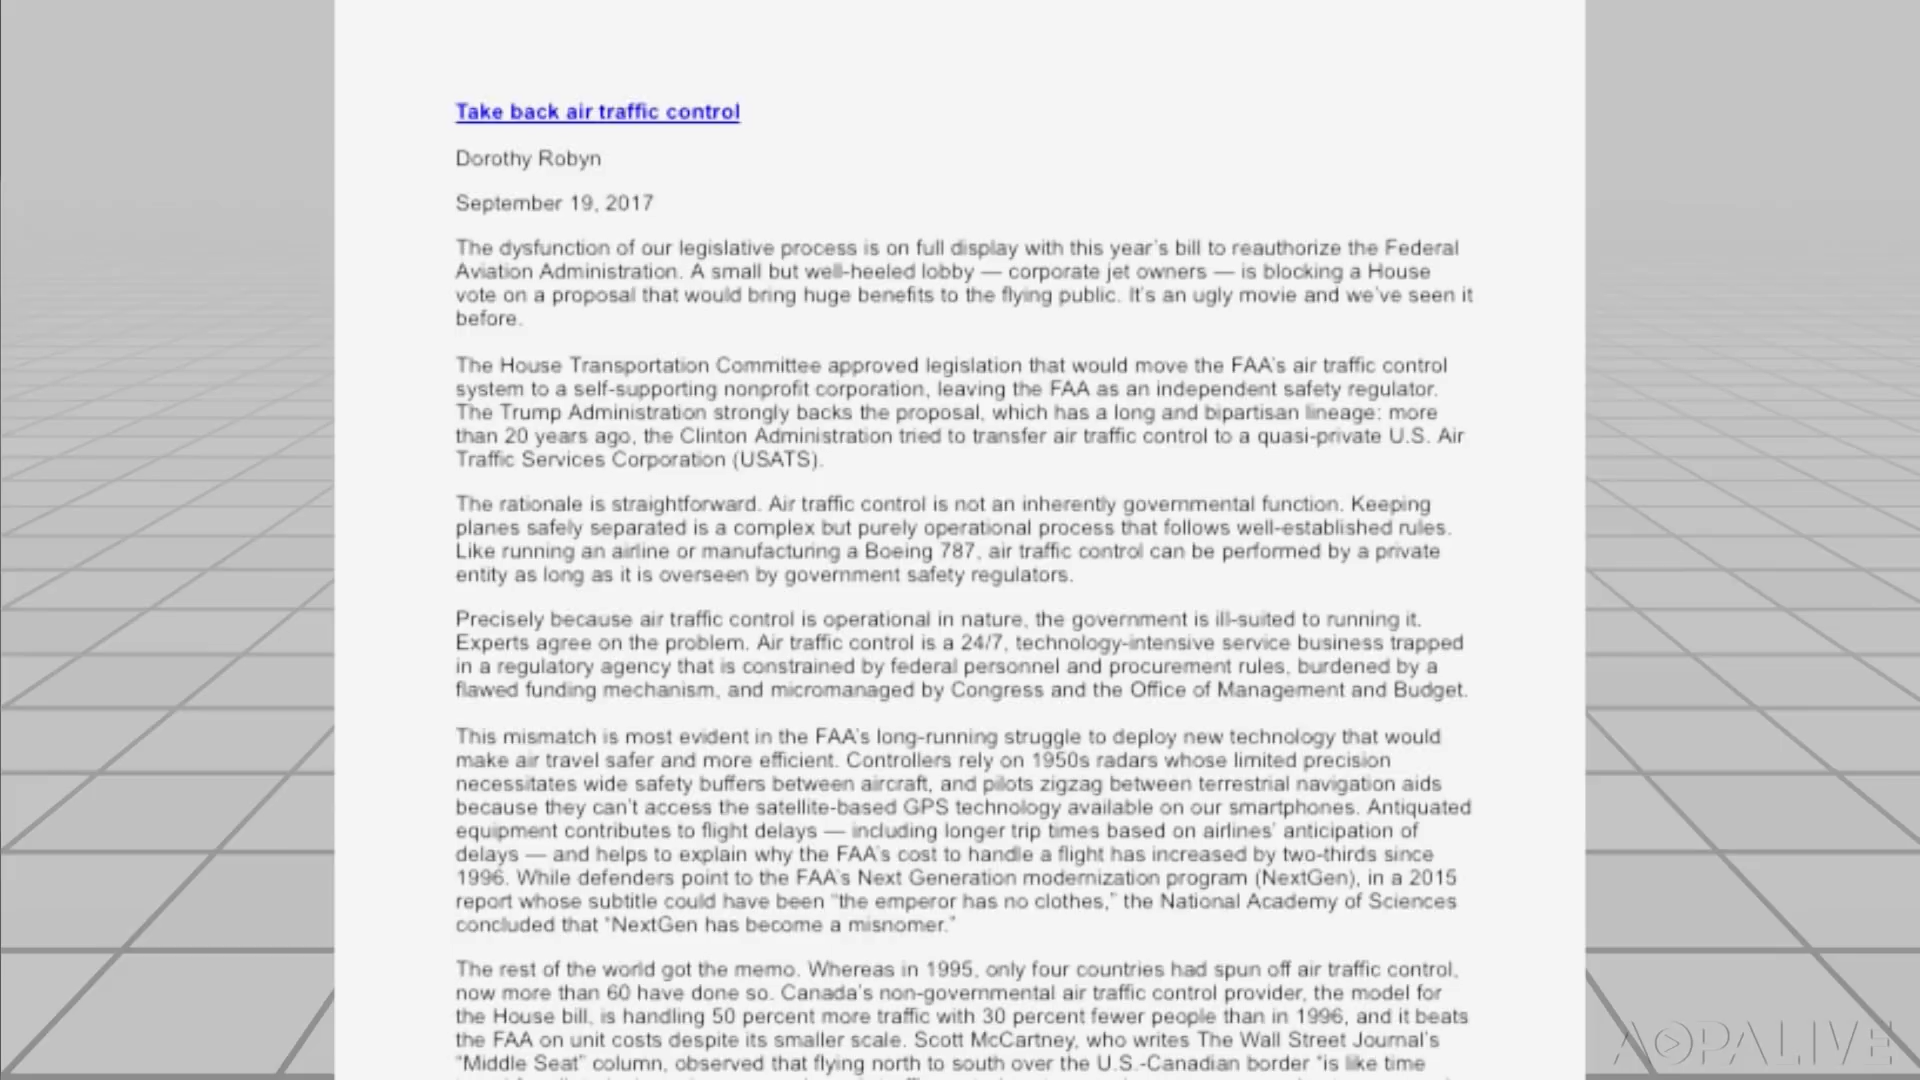 Take back air traffic control
Dorothy Robyn
September 19, 2017
The dysfunction of our legislative process is on full display with this year's bill to reauthorize the Federal
Aviation Administration. A small but well-heeled lobby — corporate jet owners — is blocking a House
vote on a proposal that would bring huge benefits to the flying public. It's an ugly movie and we've seen it
before.
The House Transportation Committee approved legislation that would move the FAA's air traffic control
system to a self-supporting nonprofit corporation, leaving the FAA as an independent safety regulator.
The Trump Administration strongly backs the proposal, which has a long and bipartisan lineage: more
than 20 years ago, the Clinton Administration tried to transfer air traffic control to a quasi-private U.S. Air
Traffic Services Corporation (USATS).
The rationale is straightforward. Air traffic control is not an inherently governmental function. Keeping
planes safely separated is a complex but purely operational process that follows well-established rules.
Like running an airline or manufacturing a Boeing 787, air traffic control can be performed by a private
entity as long as it is overseen by government safety regulators.
Precisely because air traffic control is operational in nature, the government is ill-suited to running it.
Experts agree on the problem. Air traffic control is a 24/7, technology-intensive service business trapped
in a regulatory agency that is constrained by federal personnel and procurement rules, burdened by a
flawed funding mechanism, and micromanaged by Congress and the Office of Management and Budget.
This mismatch is most evident in the FAA's long-running struggle to deploy new technology that would
make air travel safer and more efficient. Controllers rely on 1950s radars whose limited precision
necessitates wide safety buffers between aircraft, and pilots zigzag between terrestrial navigation aids
because they can't access the satellite-based GPS technology available on our smartphones. Antiquated
equipment contributes to flight delays — including longer trip times based on airlines' anticipation of
delays — and helps to explain why the FAA's cost to handle a flight has increased by two-thirds since
1996. While defenders point to the FAA's Next Generation modernization program (NextGen), in a 2015
report whose subtitle could have been "the emperor has no clothes," the National Academy of Sciences
concluded that "NextGen has become a misnomer."
The rest of the world got the memo. Whereas in 1995, only four countries had spun off air traffic control,
now more than 60 have done so. Canada's non-governmental air traffic control provider, the model for
the House bill, is handling 50 percent more traffic with 30 percent fewer people than in 1996, and it beats
the FAA on unit costs despite its smaller scale. Scott McCartney, who writes The Wall Street Journal's
"Middle Seat" column, observed that flying north to south over the U.S.-Canadian border "is like time
AOPALIVE